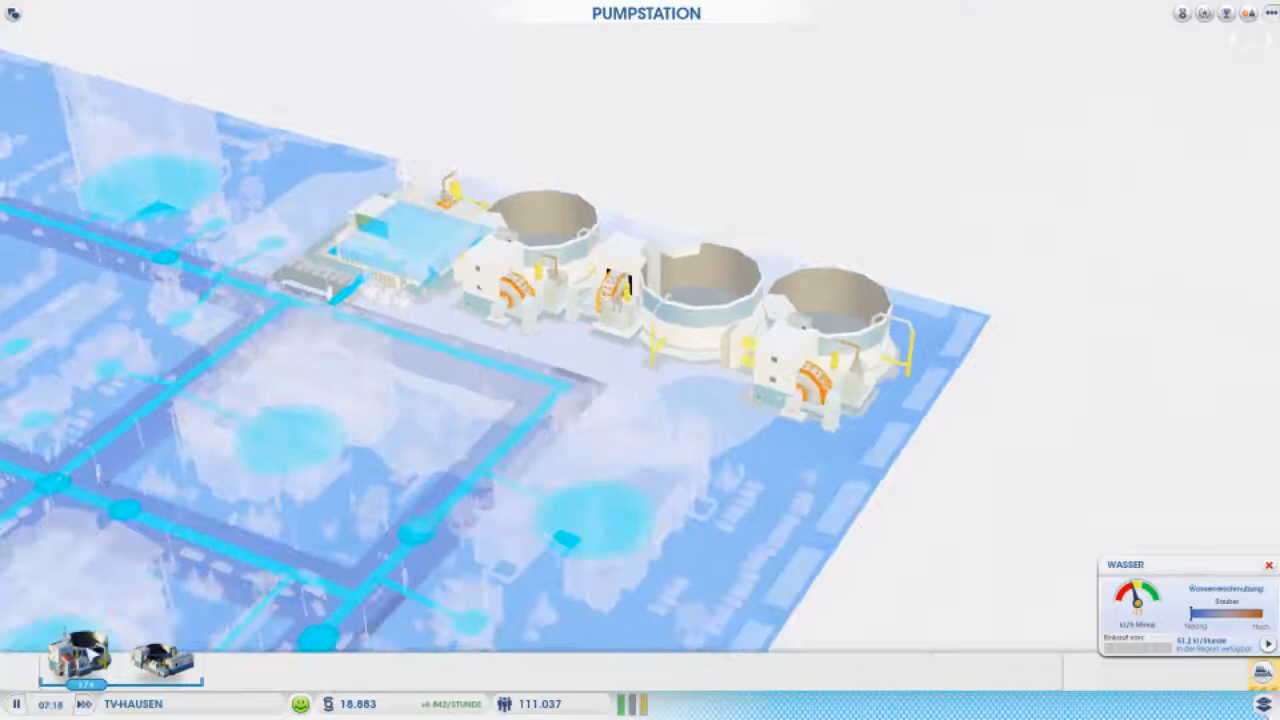 PUMPSTATION
WASSER
Wasserverschmutzung:
Sauber
kl/h Minus
Niedrig
Hoch
Einkauf von:
51,2 kl/Stunde
in der Region verfügbar
07:18
TV-HAUSEN
18.883
+6.842/STUNDE
111.037